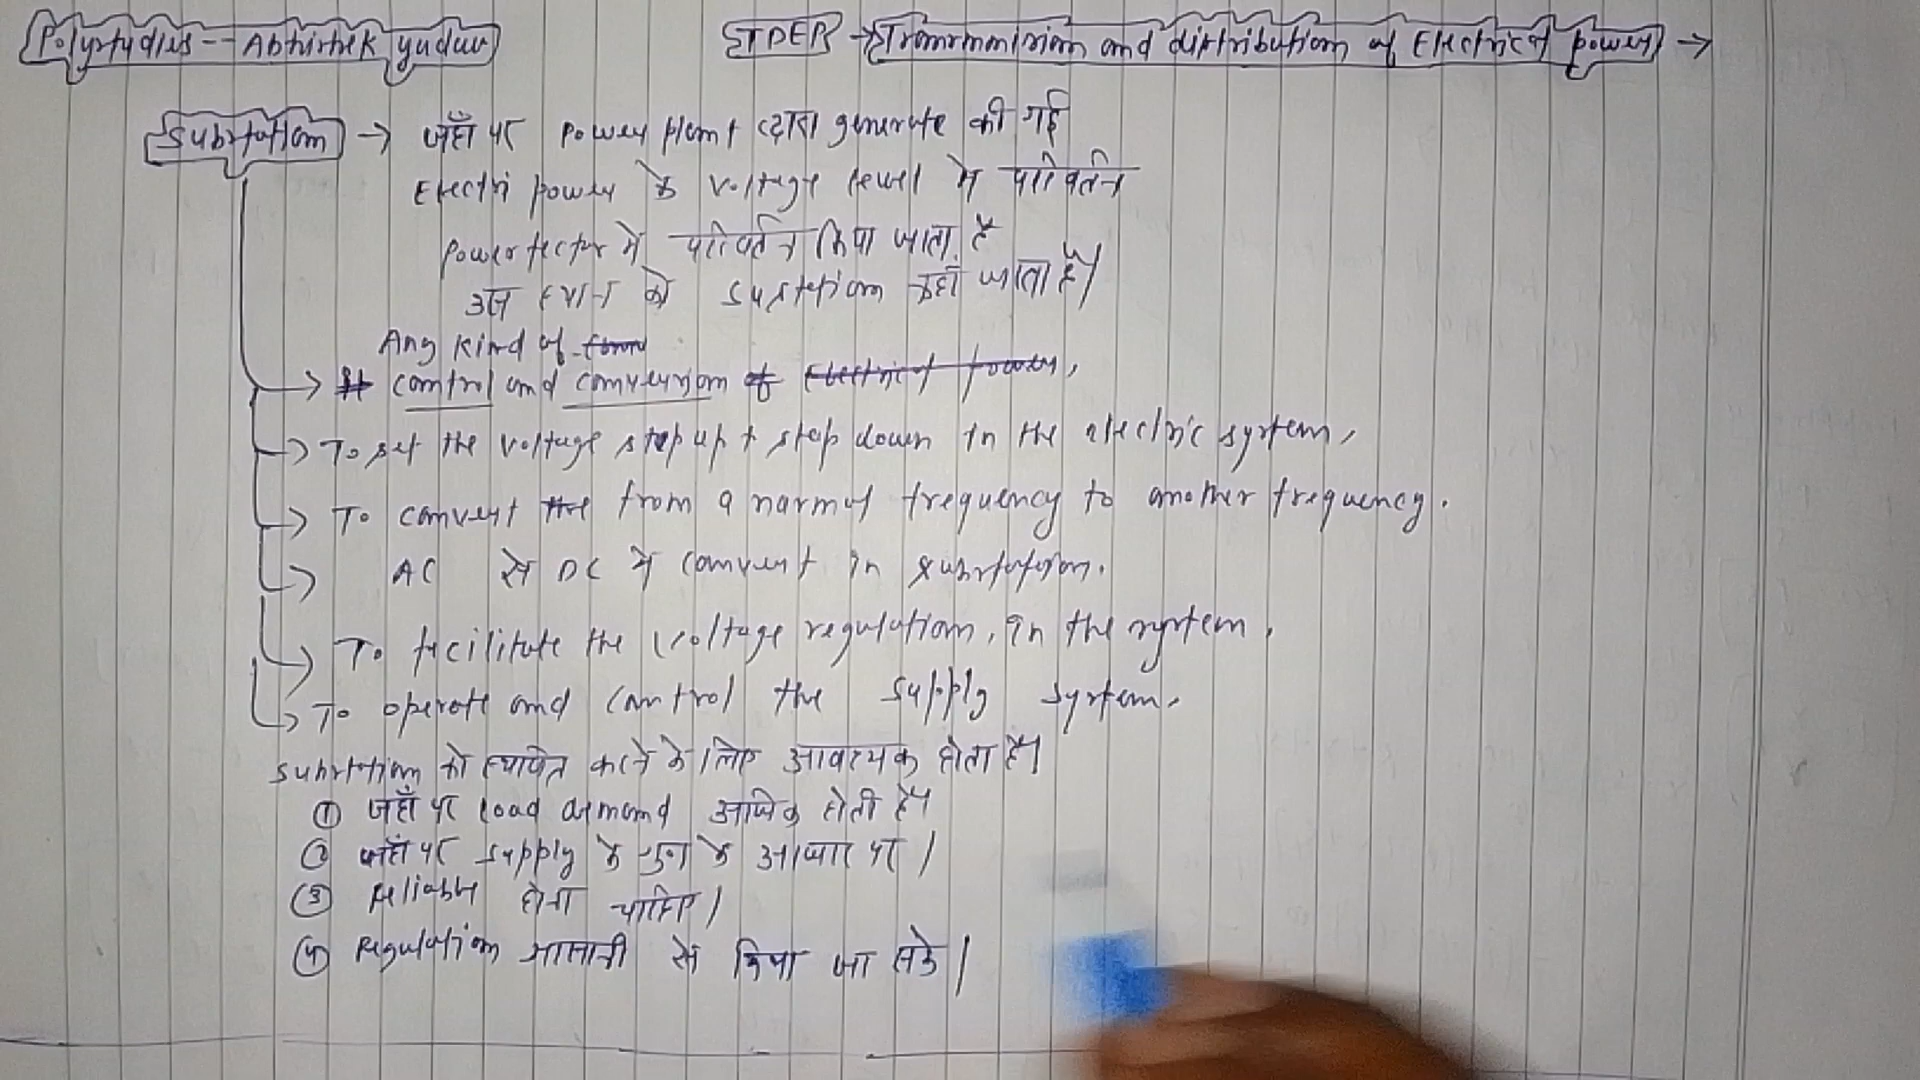 Polystudies -- Abhishek yadav
TDEP → Transmission and distribution of Electrical power →
Substation → जहाँ पर power plant द्वारा generate की गई
Electri power के voltage level मे परिवर्तन
power fector मे परिवर्तन किया जाता है
उस स्थान को Substation कहाँ जाता है।
Any kind of
control and conversion ,
To set the voltage step up & step down in the electric system,
To convert from a normal frequency to another frequency.
AC से DC मे convert in substation.
To fecilitate the voltage regulation, in the system,
To operate and control the supply system,
substation को स्थापित करने के लिए आवश्यक होता है।
① जहाँ पर load demand अधिक होती है।
② जहाँ पर supply के गुण के आधार पर।
③ Reliable होना चाहिए।
④ Regulation आसानी से किया जा सके।